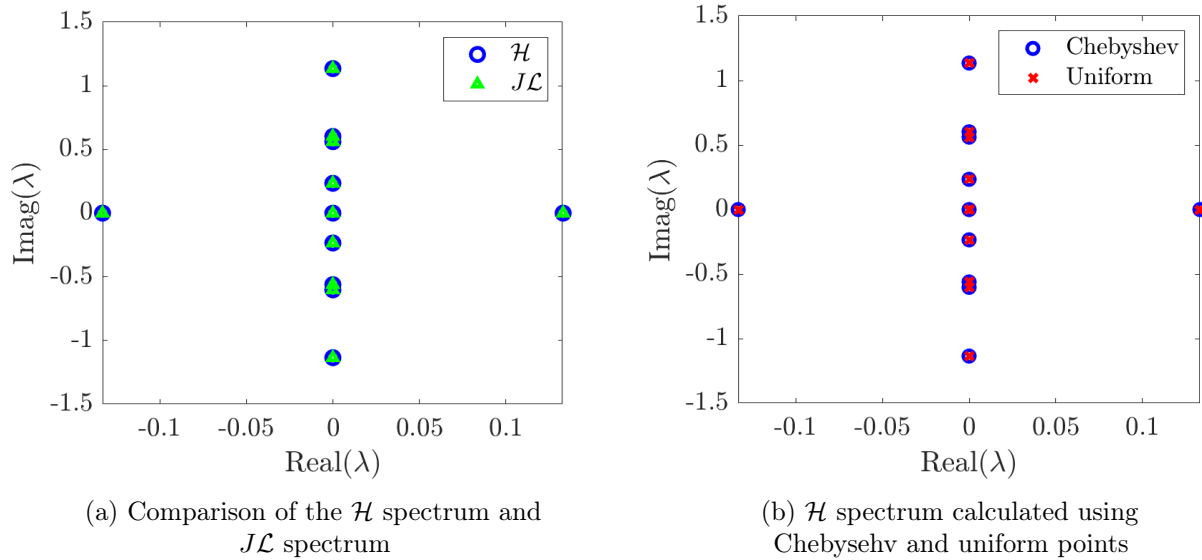 1.5
1
0.5
0
-0.5
-1
-1.5
Imag(λ)
-0.1
-0.05
0
0.05
0.1
Real(λ)
ℋ
Jℒ
(a) Comparison of the ℋ spectrum and
Jℒ spectrum
1.5
1
0.5
0
-0.5
-1
-1.5
Imag(λ)
-0.1
-0.05
0
0.05
0.1
Real(λ)
Chebyshev
Uniform
(b) ℋ spectrum calculated using
Chebysehv and uniform points